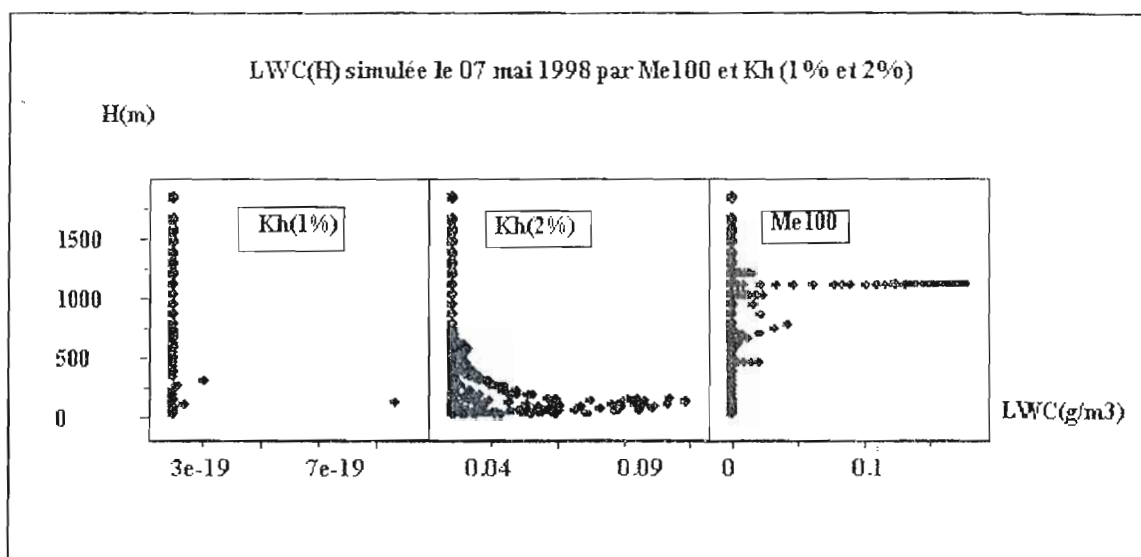 LWC(H) simulée le 07 mai 1998 par Me100 et Kh (1% et 2%)
H(m)
Kh(1%)
Kh(2%)
Me100
1500
1000
500
0
LWC(g/m3)
3e-19 7e-19 0.04 0.09 0 0.1